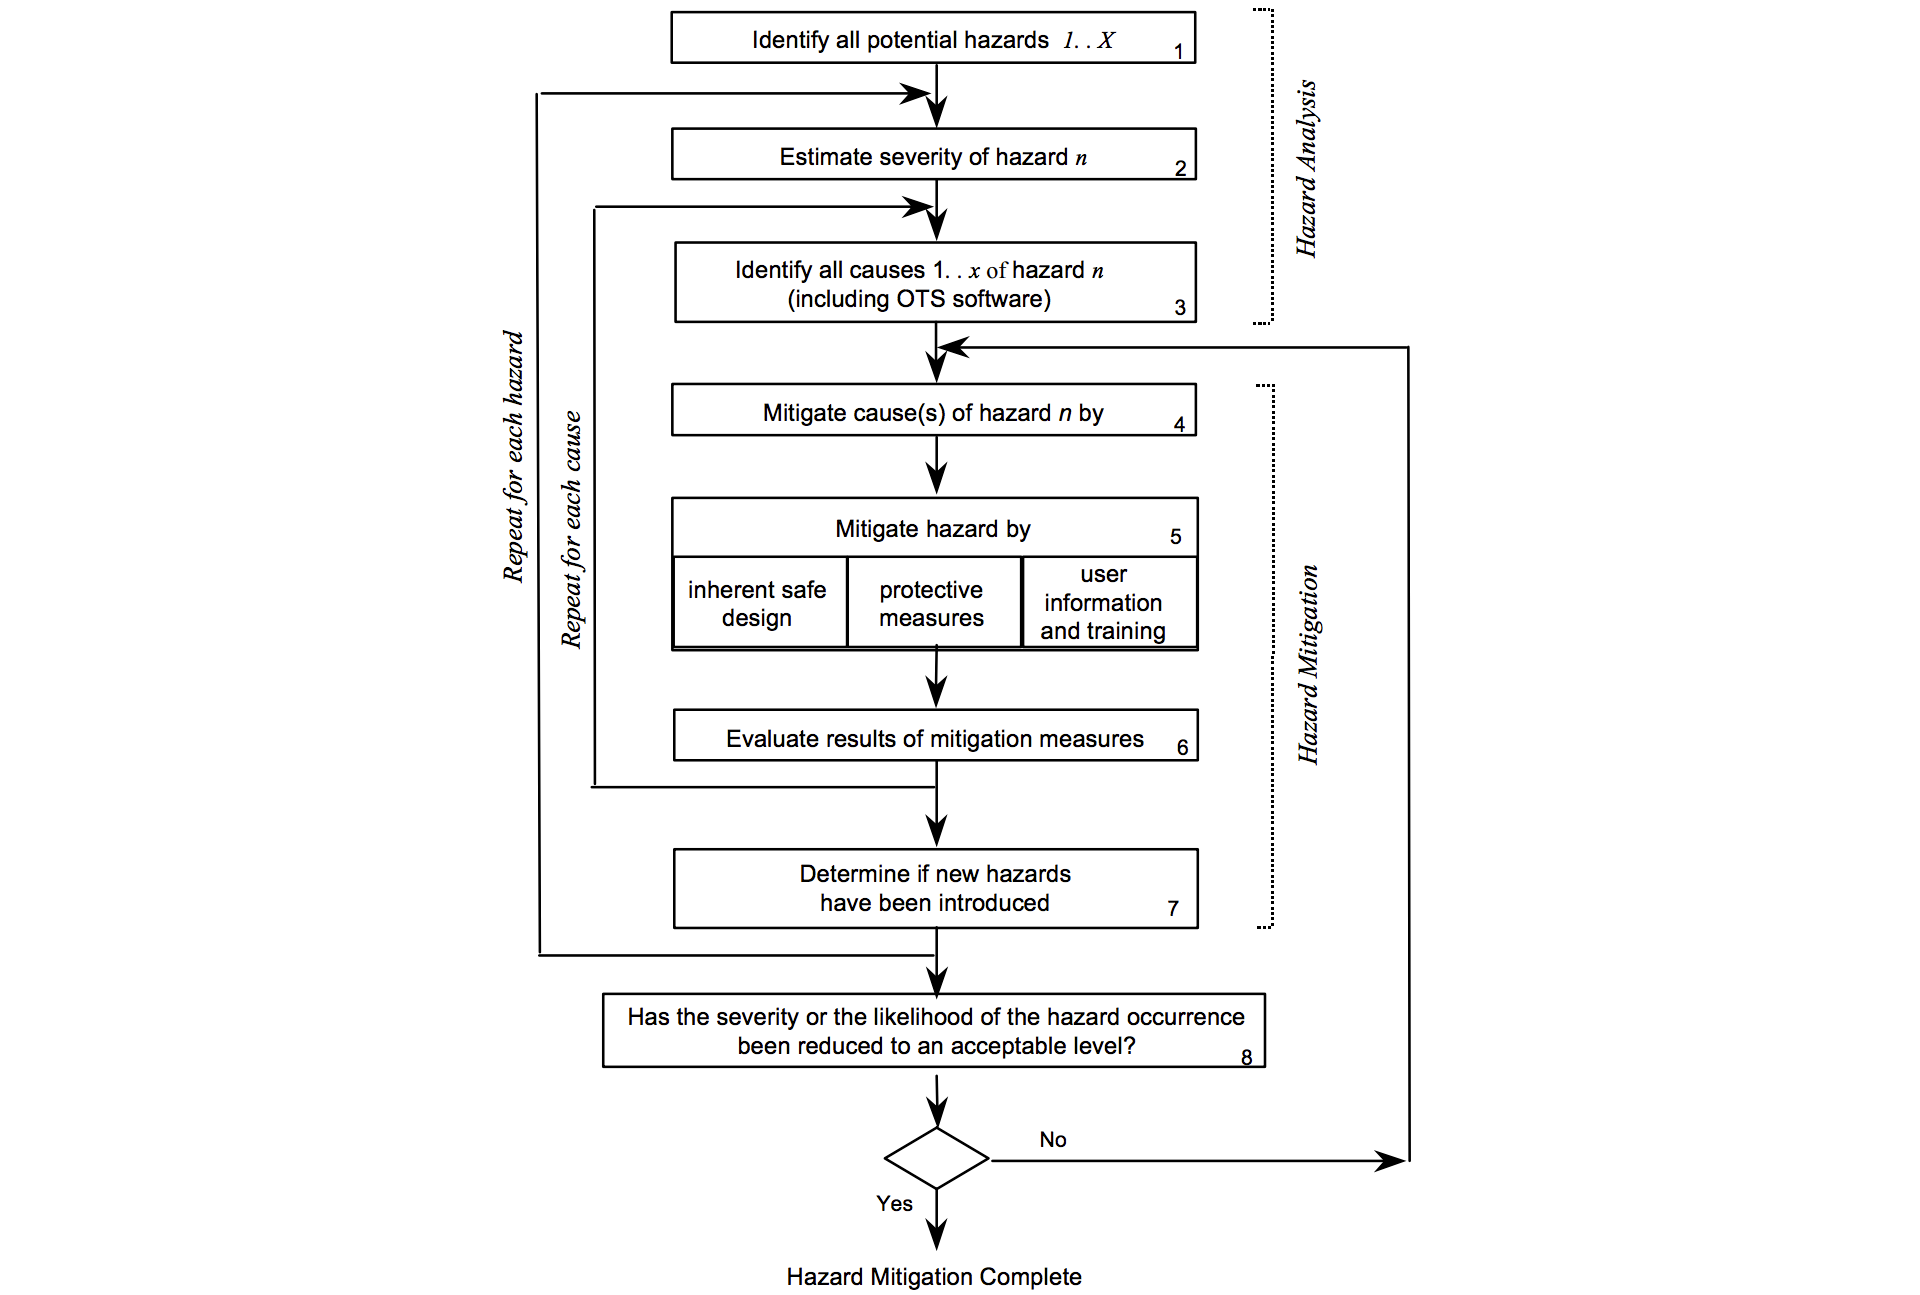 Identify all potential hazards 1. . X
1
Estimate severity of hazard n
2
Identify all causes 1. . x of hazard n
(including OTS software)
3
Mitigate cause(s) of hazard n by
4
Mitigate hazard by
5
inherent safe
design
protective
measures
user
information
and training
Evaluate results of mitigation measures
6
Determine if new hazards
have been introduced
7
Has the severity or the likelihood of the hazard occurrence
been reduced to an acceptable level?
8
No
Yes
Hazard Mitigation Complete
Repeat for each hazard
Repeat for each cause
Hazard Analysis
Hazard Mitigation